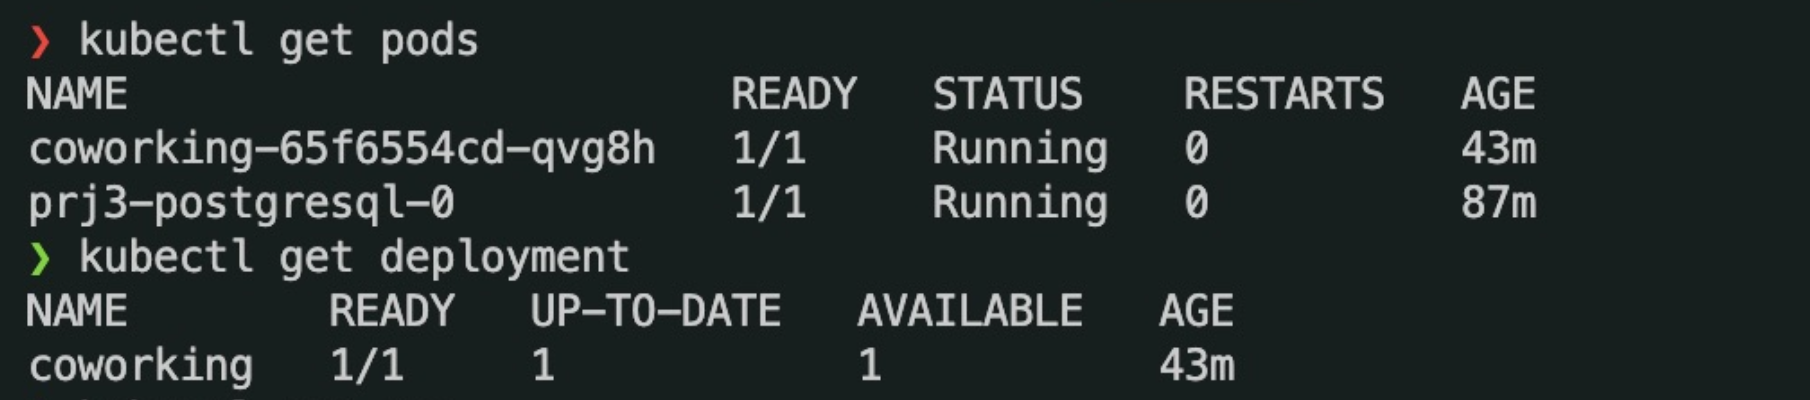 ❯ kubectl get pods
NAME READY STATUS RESTARTS AGE
coworking-65f6554cd-qvg8h 1/1 Running 0 43m
prj3-postgresql-0 1/1 Running 0 87m
❯ kubectl get deployment
NAME READY UP-TO-DATE AVAILABLE AGE
coworking 1/1 1 1 43m